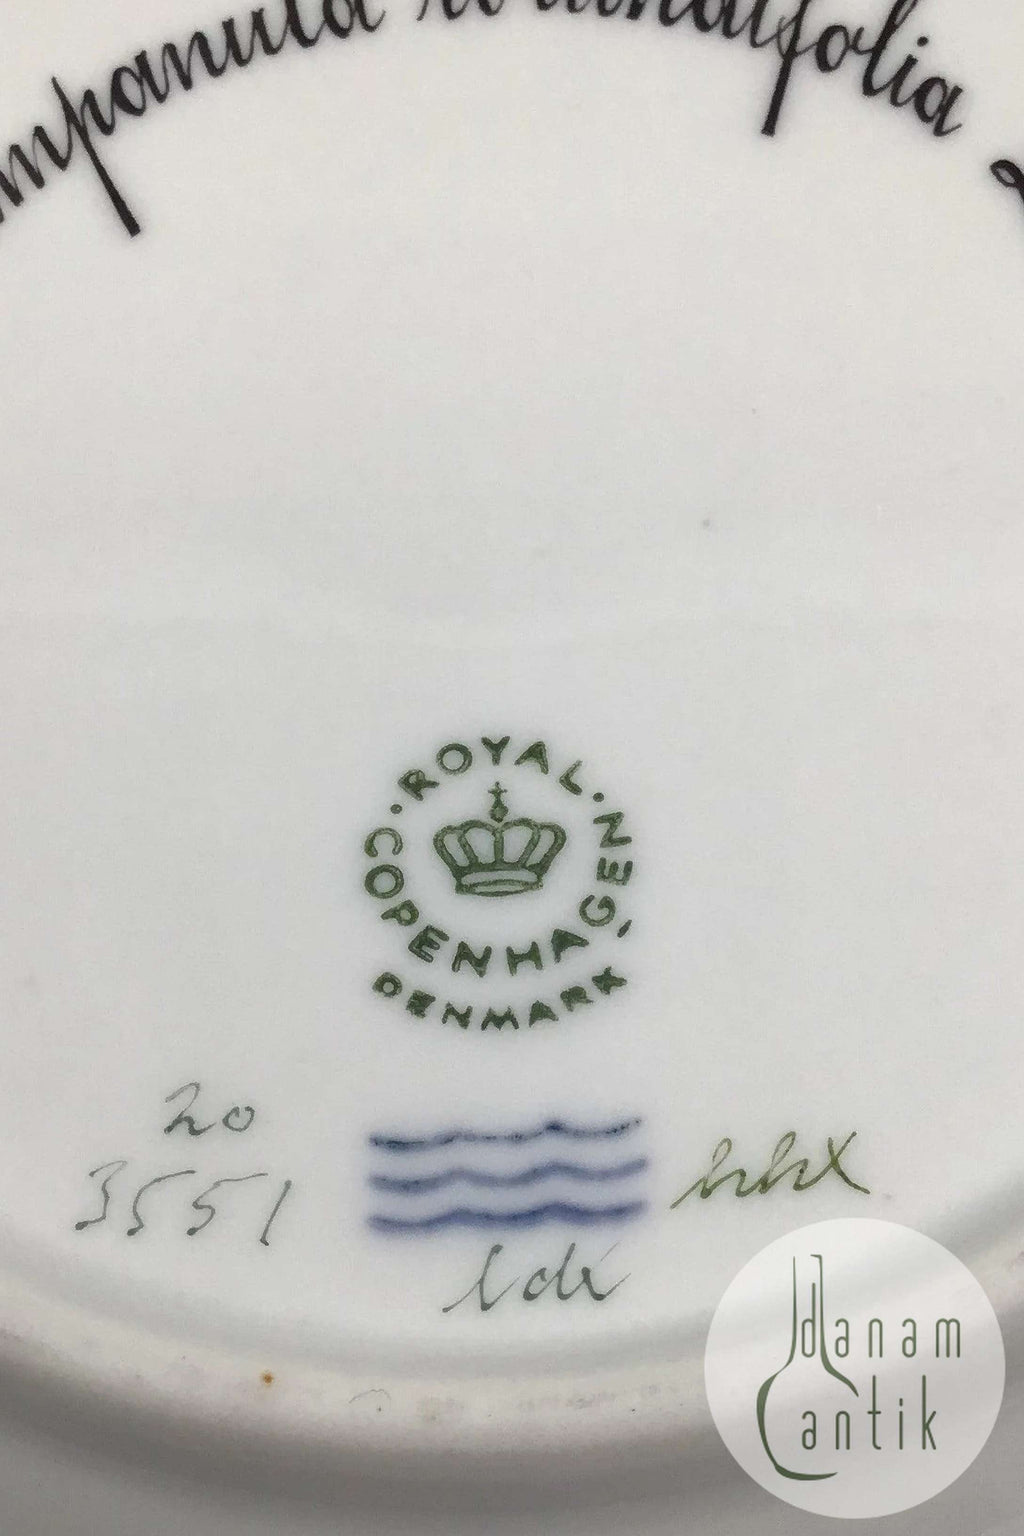 mpanula rotundifolia
· ROYAL ·
COPENHAGEN
DENMARK
20
3551
danam
antik